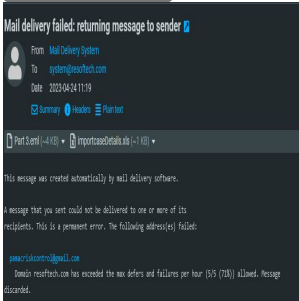 Mail delivery failed: returning message to sender
From Mail Delivery System
To system@resoftech.com
Date 2023-04-24 11:19
Summary Headers Plain text
Part 3.eml (~4 KB) importcaseDetails.xls (~1 KB)
This message was created automatically by mail delivery software.
A message that you sent could not be delivered to one or more of its
recipients. This is a permanent error. The following address(es) failed:
pamacriskcontrol@gmail.com
Domain resoftech.com has exceeded the max defers and failures per hour (5/5 (71%)) allowed. Message
discarded.